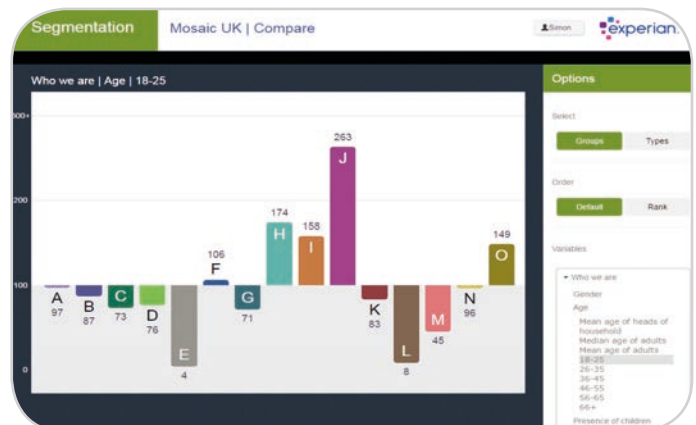 Segmentation
Mosaic UK | Compare
Simon
experian.
Who we are | Age | 18-25
Options
Select
Groups Types
Order
Default Rank
Variables
Who we are
Gender
Age
Mean age of heads of
household
Median age of adults
Mean age of adults
18-25
26-35
36-45
46-55
56-65
66+
Presence of children
200
100
0
A
97
B
87
C
73
D
76
E
4
106
F
G
71
174
H
158
I
263
J
K
83
L
8
M
45
N
96
149
O